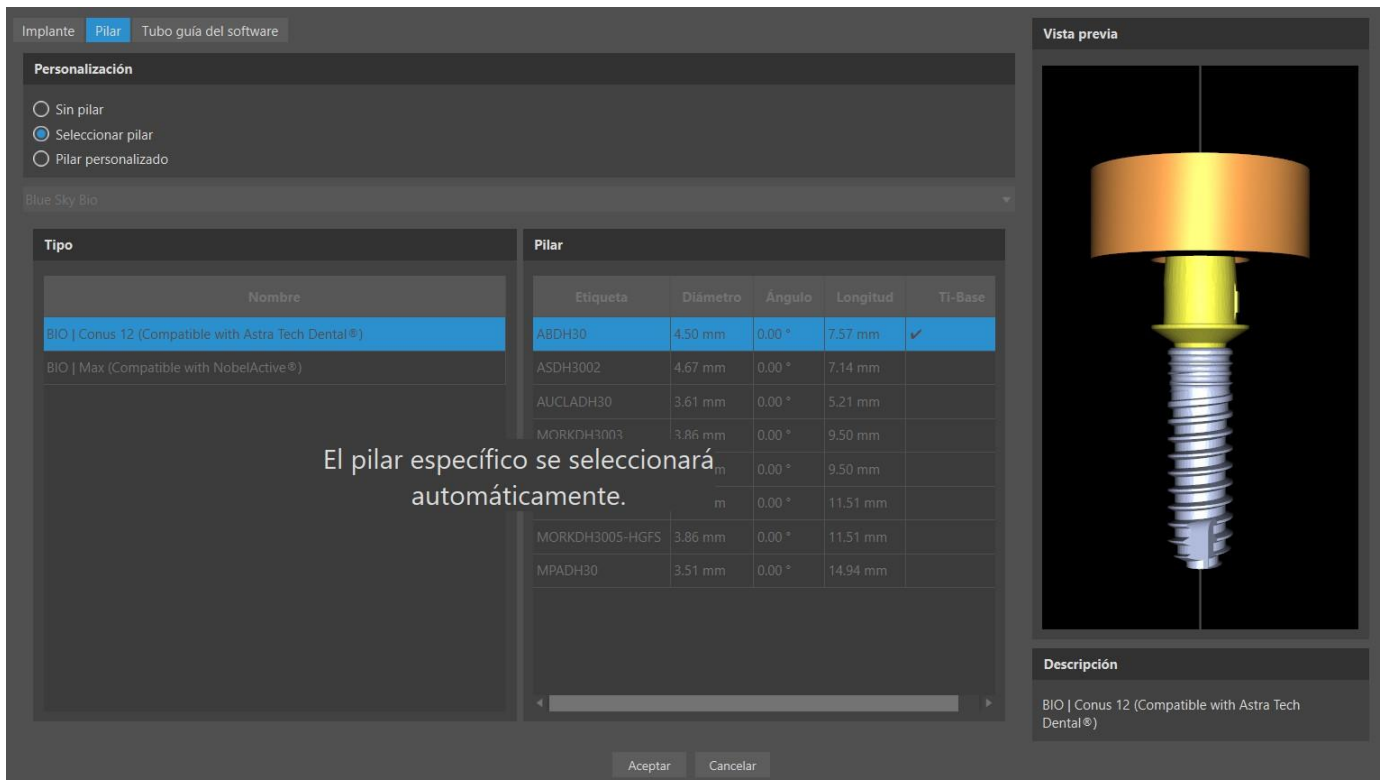 Implante Pilar Tubo guía del software
Personalización
Sin pilar
Seleccionar pilar
Pilar personalizado
Blue Sky Bio
Tipo
Nombre
BIO | Conus 12 (Compatible with Astra Tech Dental®)
BIO | Max (Compatible with NobelActive®)
Pilar
Etiqueta Diámetro Ángulo Longitud Ti-Base
ABDH30 4.50 mm 0.00 ° 7.57 mm ✔
ASDH3002 4.67 mm 0.00 ° 7.14 mm
AUCLADH30 3.61 mm 0.00 ° 5.21 mm
MORKDH3003 3.86 mm 0.00 ° 9.50 mm
m 0.00 ° 9.50 mm
m 0.00 ° 11.51 mm
MORKDH3005-HGFS 3.86 mm 0.00 ° 11.51 mm
MPADH30 3.51 mm 0.00 ° 14.94 mm
El pilar específico se seleccionará
automáticamente.
Vista previa
Descripción
BIO | Conus 12 (Compatible with Astra Tech
Dental®)
Aceptar Cancelar